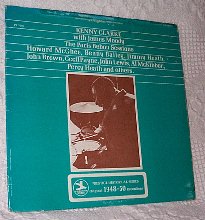 KENNY CLARKE
with James Moody
The Paris Bebop Sessions
Howard McGhee, Benny Bailey, Jimmy Heath,
John Brown, Cecil Payne, John Lewis, Al McKibbon,
Percy Heath and others.
1948-50